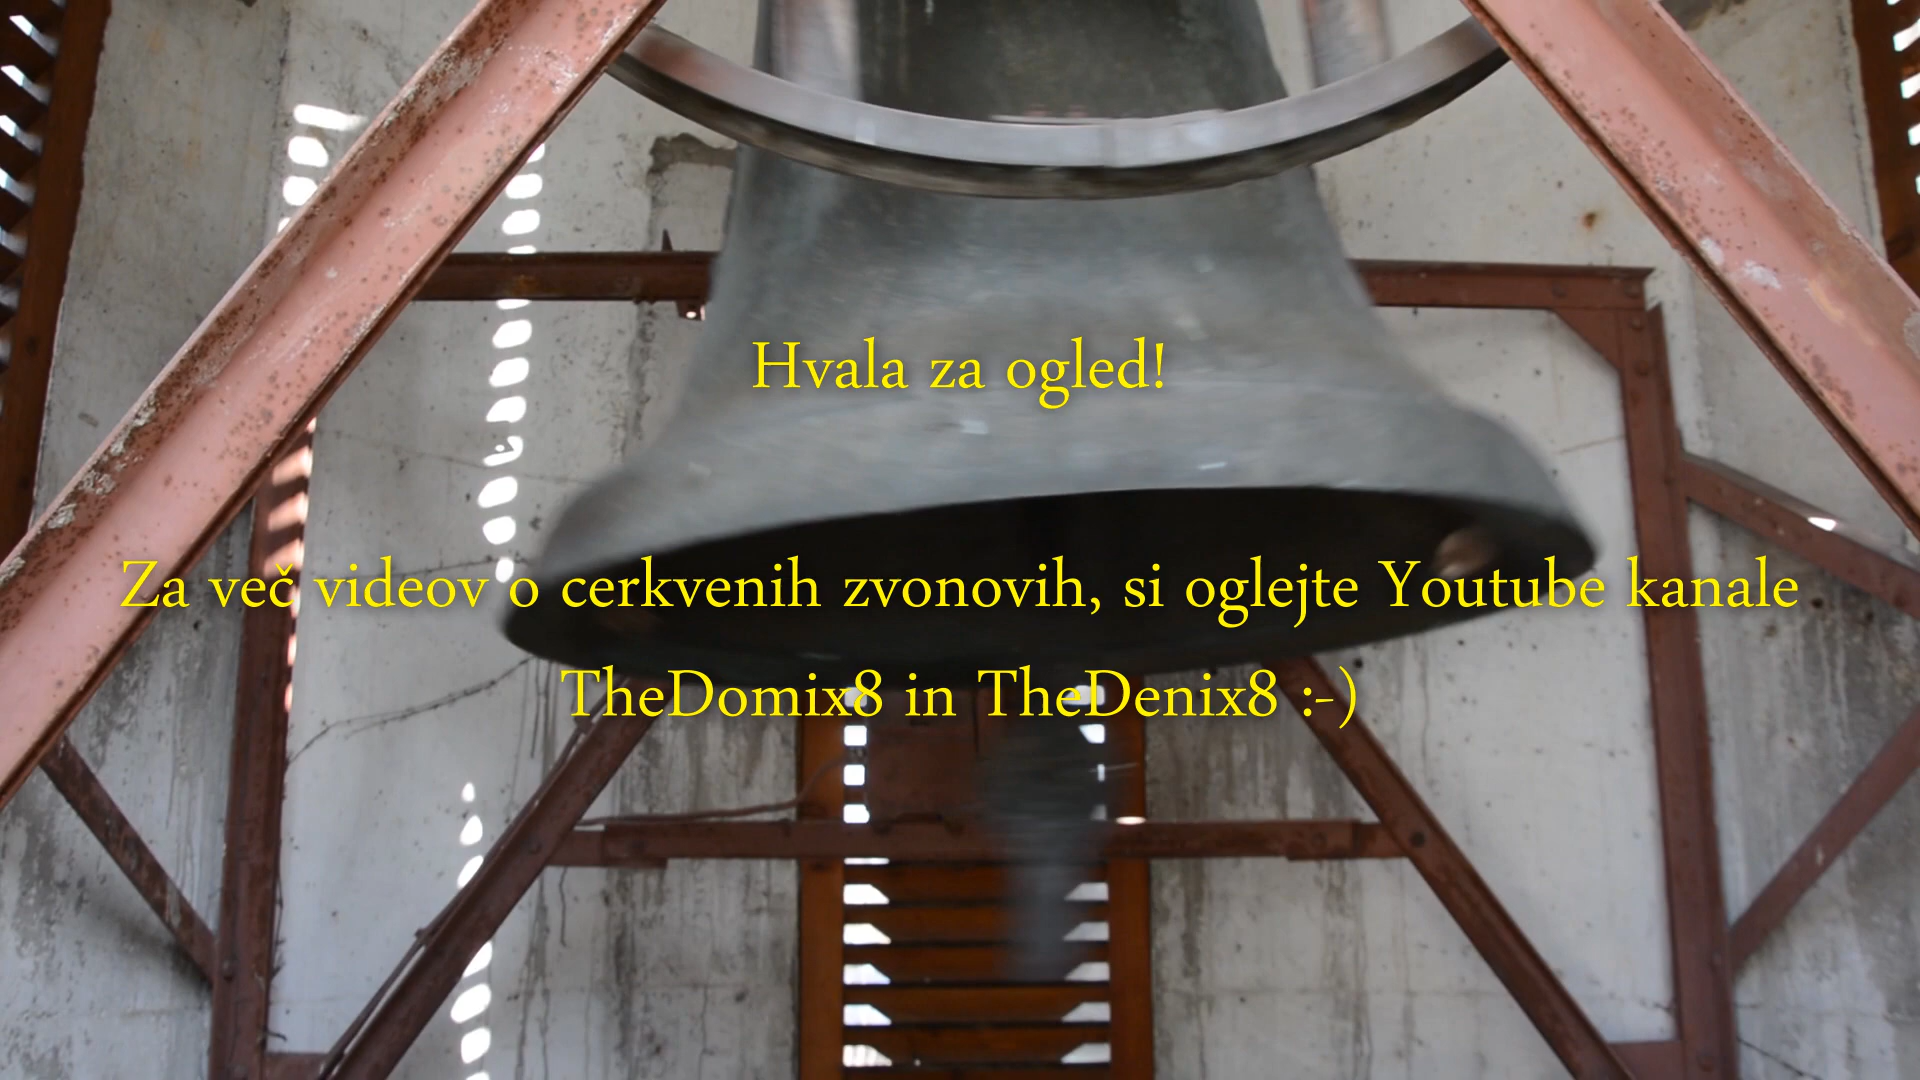 Hvala za ogled!
Za več videov o cerkvenih zvonovih, si oglejte Youtube kanale
TheDomix8 in TheDenix8 :-)